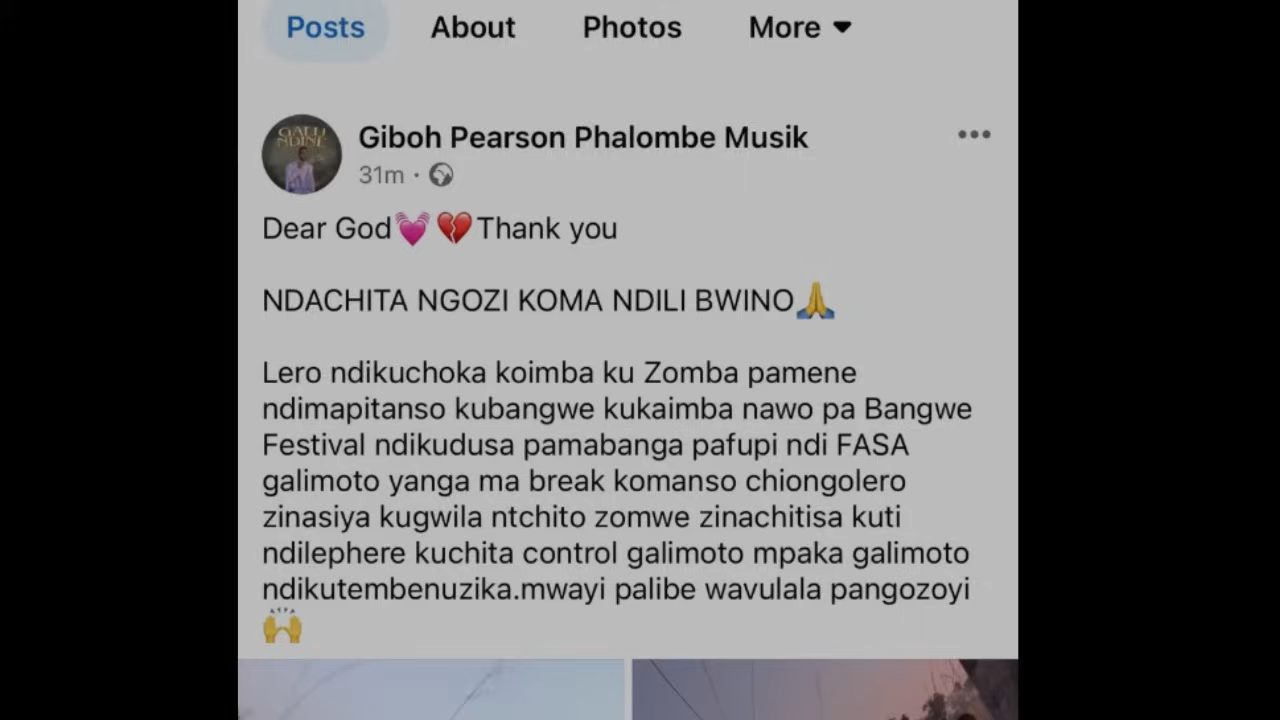 Posts About Photos More
GALU
NDINE
Giboh Pearson Phalombe Musik
31m ·
Dear God💓💔Thank you
NDACHITA NGOZI KOMA NDILI BWINO🙏
Lero ndikuchoka koimba ku Zomba pamene
ndimapitanso kubangwe kukaimba nawo pa Bangwe
Festival ndikudusa pamabanga pafupi ndi FASA
galimoto yanga ma break komanso chiongolero
zinasiya kugwila ntchito zomwe zinachitisa kuti
ndilephere kuchita control galimoto mpaka galimoto
ndikutembenuzika.mwayi palibe wavulala pangozoyi
🙌